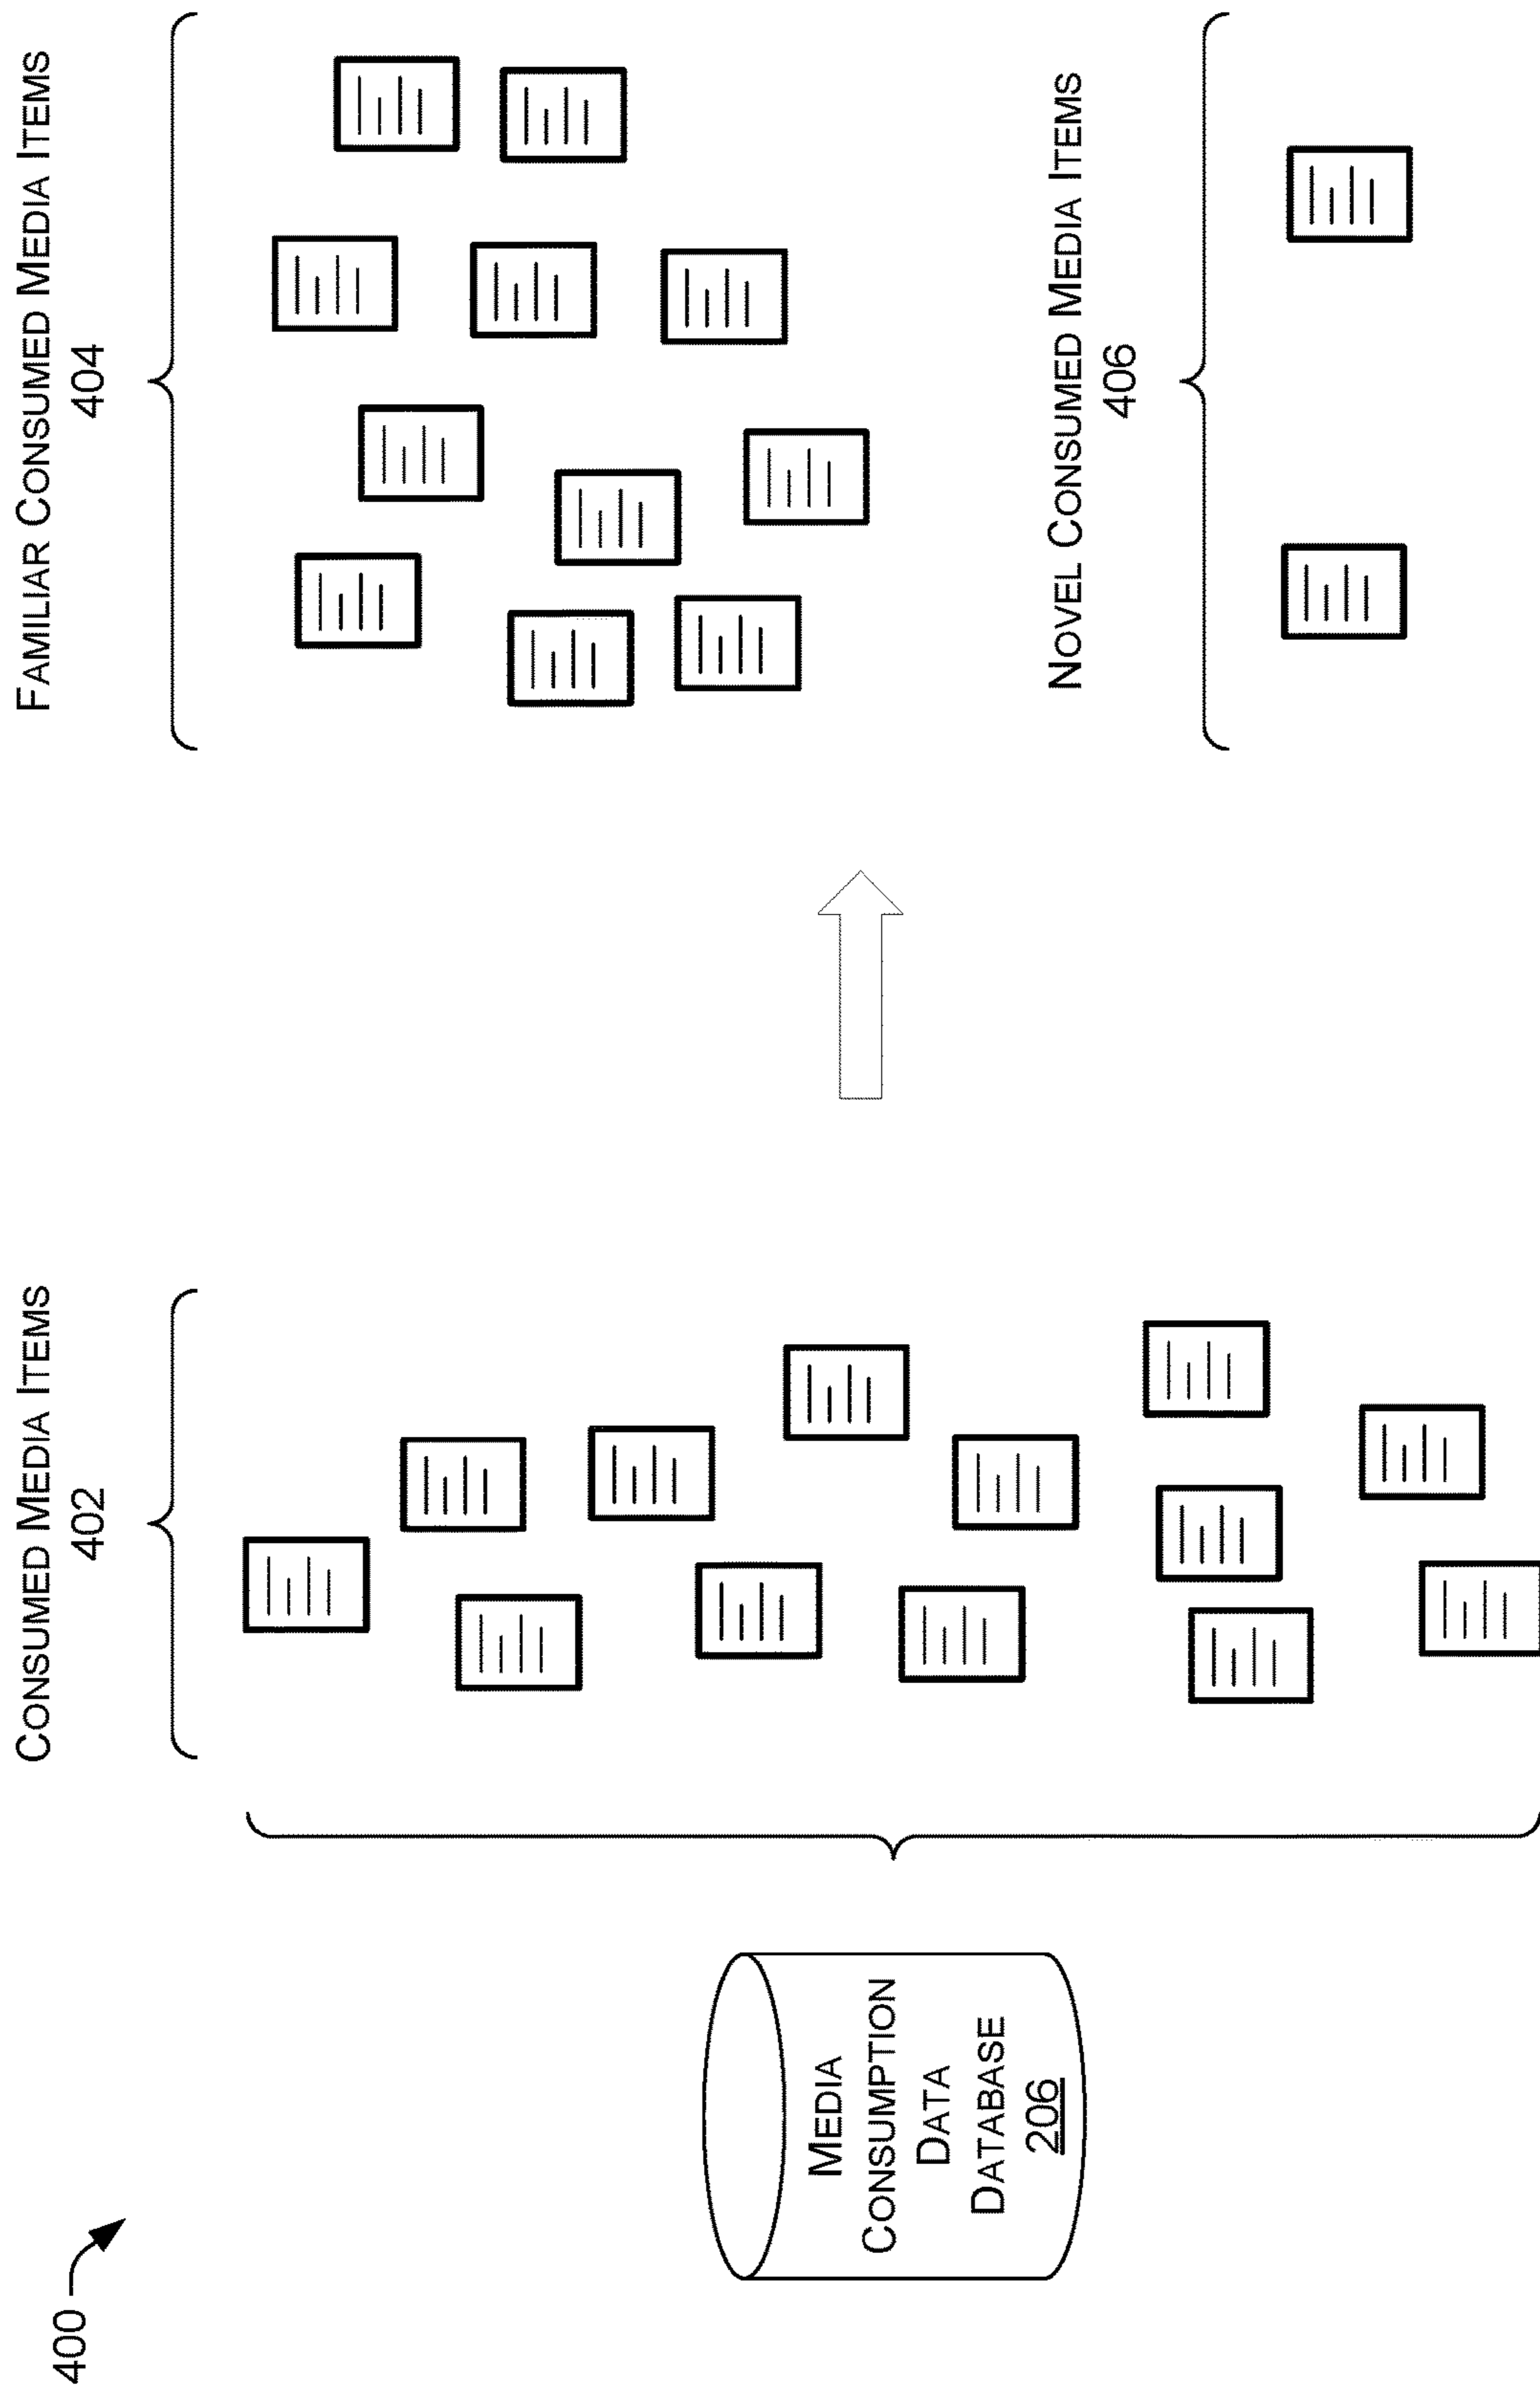 400
CONSUMED MEDIA ITEMS
402
FAMILIAR CONSUMED MEDIA ITEMS
404
MEDIA
CONSUMPTION
DATA
DATABASE
206
NOVEL CONSUMED MEDIA ITEMS
406